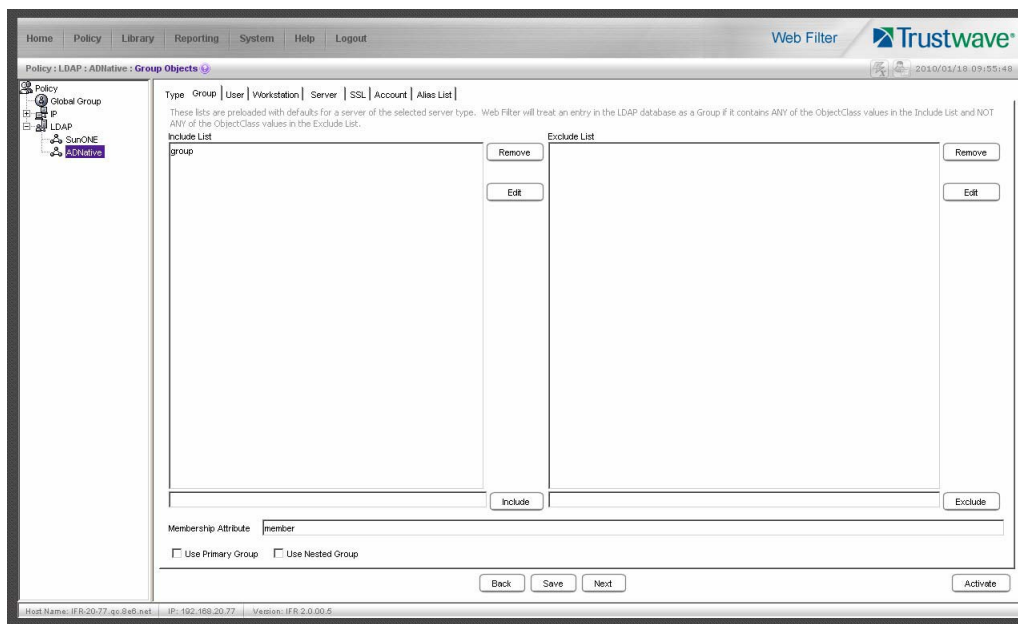 Home Policy Library Reporting System Help Logout
Web Filter
Trustwave®
Policy : LDAP : ADNative : Group Objects
2010/01/18 09:55:48
Policy
Global Group
IP
LDAP
SunONE
ADNative
Type Group User Workstation Server SSL Account Alias List
These lists are preloaded with defaults for a server of the selected server type. Web Filter will treat an entry in the LDAP database as a Group if it contains ANY of the ObjectClass values in the Include List and NOT
ANY of the ObjectClass values in the Exclude List.
Include List
Exclude List
group
Remove
Remove
Edit
Edit
Include
Exclude
Membership Attribute member
Use Primary Group Use Nested Group
Back Save Next
Activate
Host Name: IFR-20-77.qc.8e6.net IP: 192.168.20.77 Version: IFR 2.0.00.5